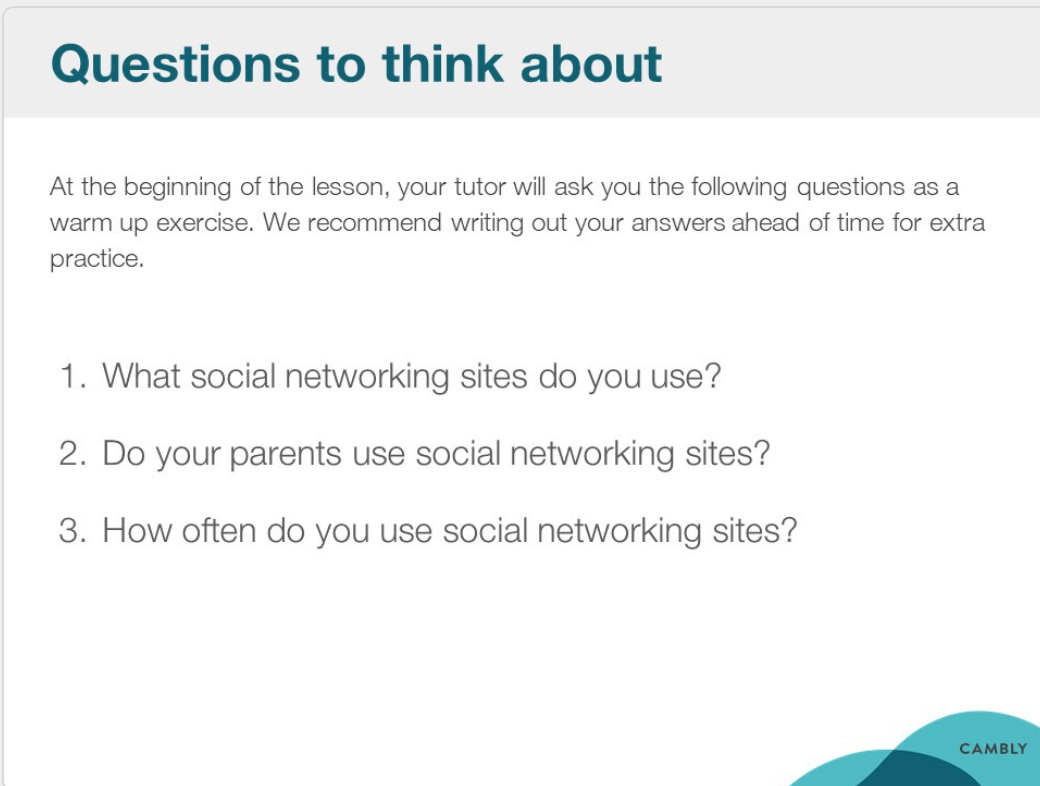 Questions to think about
At the beginning of the lesson, your tutor will ask you the following questions as a
warm up exercise. We recommend writing out your answers ahead of time for extra
practice.
1. What social networking sites do you use?
2. Do your parents use social networking sites?
3. How often do you use social networking sites?
CAMBLY